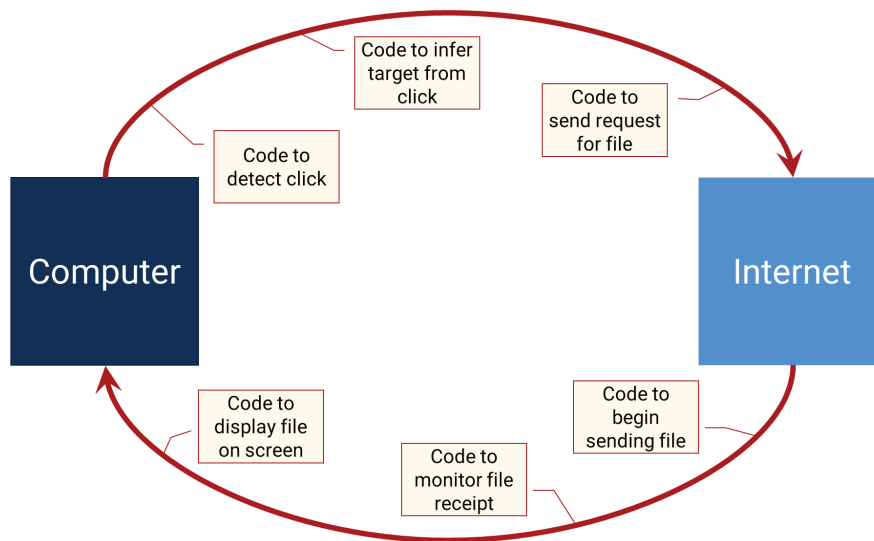 Code to infer
target from
click
Code to
send request
for file
Code to
detect click
Computer
Internet
Code to
display file
on screen
Code to
begin
sending file
Code to
monitor file
receipt